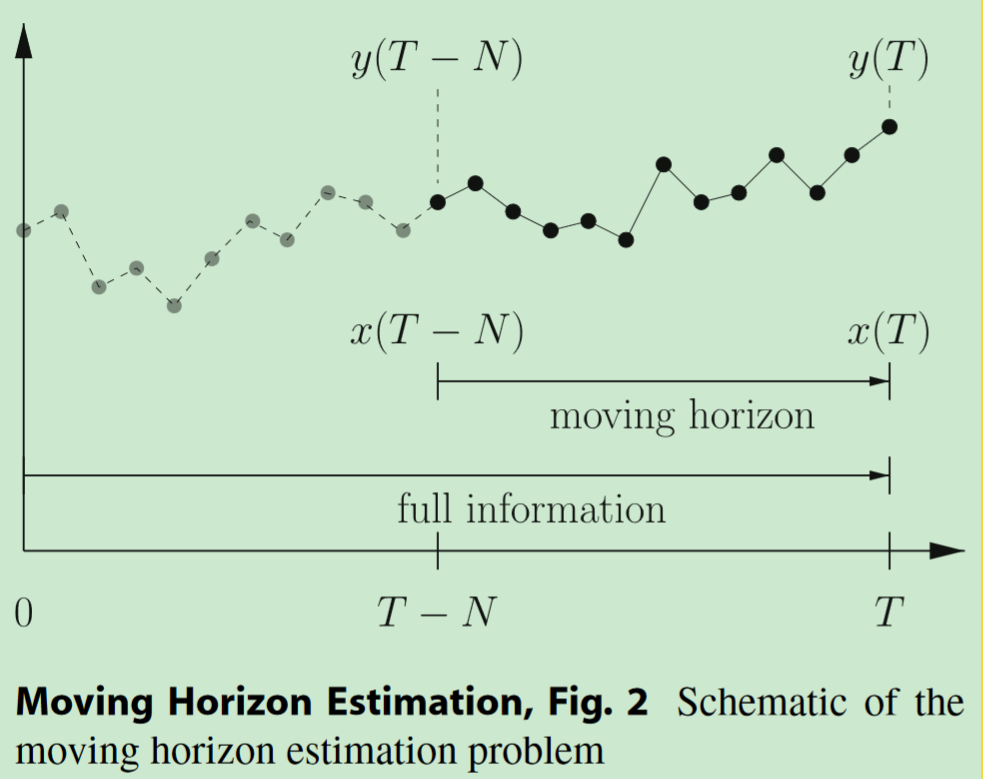 y(T − N) y(T)
x(T − N) x(T)
moving horizon
full information
0 T − N T
Moving Horizon Estimation, Fig. 2 Schematic of the
moving horizon estimation problem